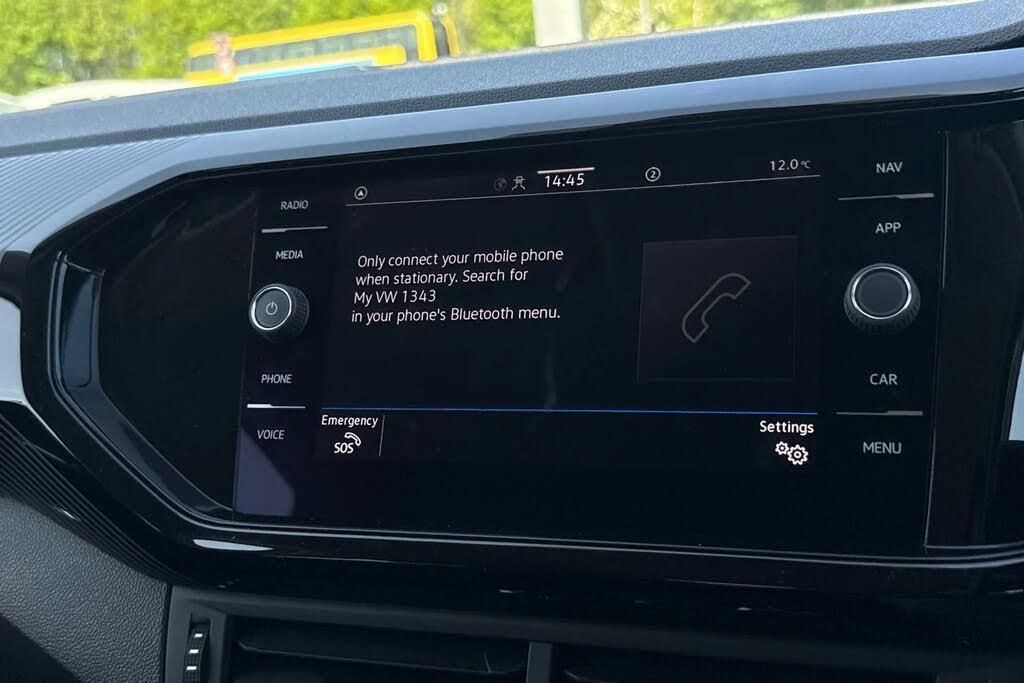 14:45
2
12.0°C
RADIO
MEDIA
PHONE
VOICE
Only connect your mobile phone
when stationary. Search for
My VW 1343
in your phone's Bluetooth menu.
Emergency
SOS
Settings
NAV
APP
CAR
MENU